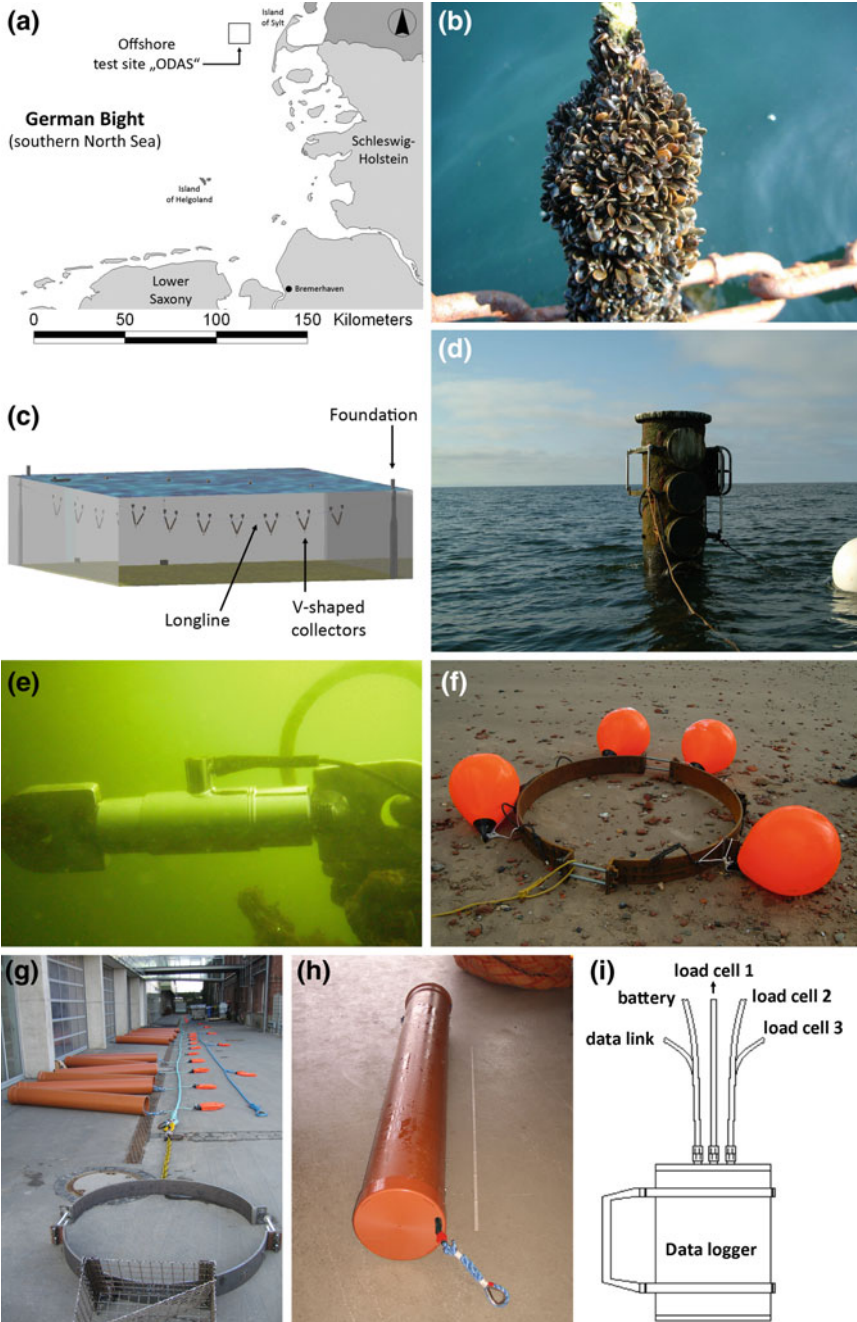 (a)
Island
of Sylt
Offshore
test site „ODAS“
German Bight
(southern North Sea)
Schleswig-
Holstein
Island
of Helgoland
Lower
Saxony
Bremerhaven
0 50 100 150 Kilometers
(b)
(c)
Foundation
Longline
V-shaped
collectors
(d)
(e)
(f)
(g)
(h)
(i)
load cell 1
battery
load cell 2
data link
load cell 3
Data logger